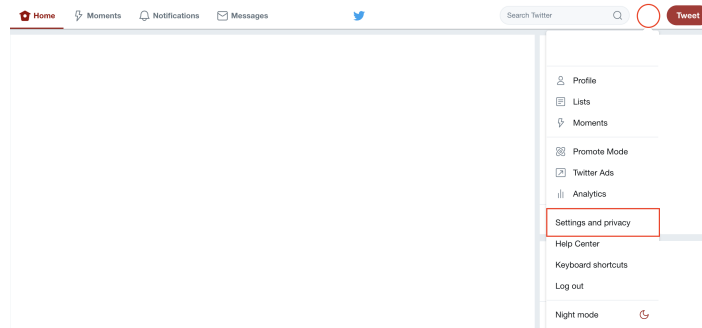 Home Moments Notifications Messages Search Twitter Tweet
Profile
Lists
Moments
Promote Mode
Twitter Ads
Analytics
Settings and privacy
Help Center
Keyboard shortcuts
Log out
Night mode